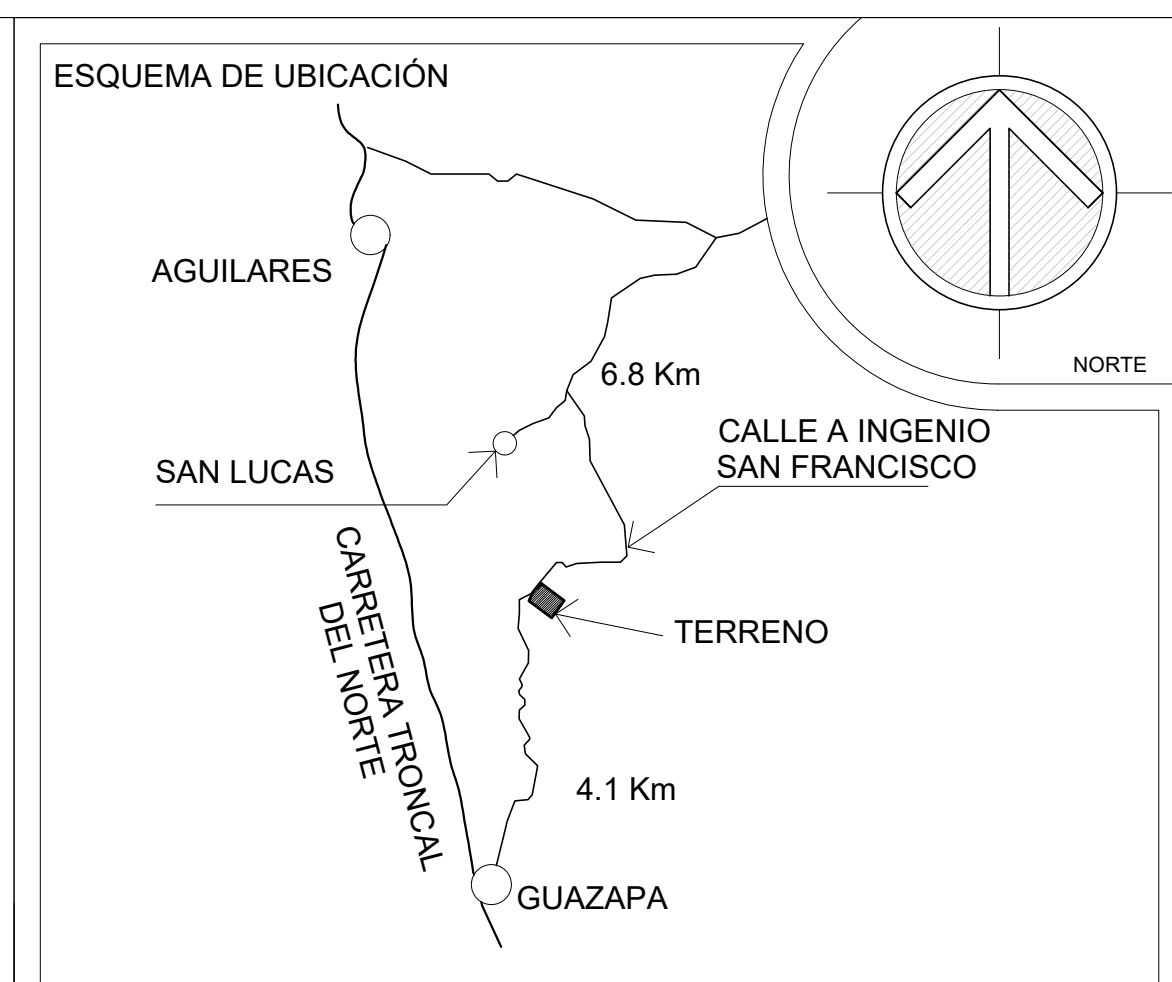 ESQUEMA DE UBICACIÓN
NORTE
AGUILARES
6.8 Km
CALLE A INGENIO
SAN FRANCISCO
SAN LUCAS
CARRETERA TRONCAL
DEL NORTE
TERRENO
4.1 Km
GUAZAPA